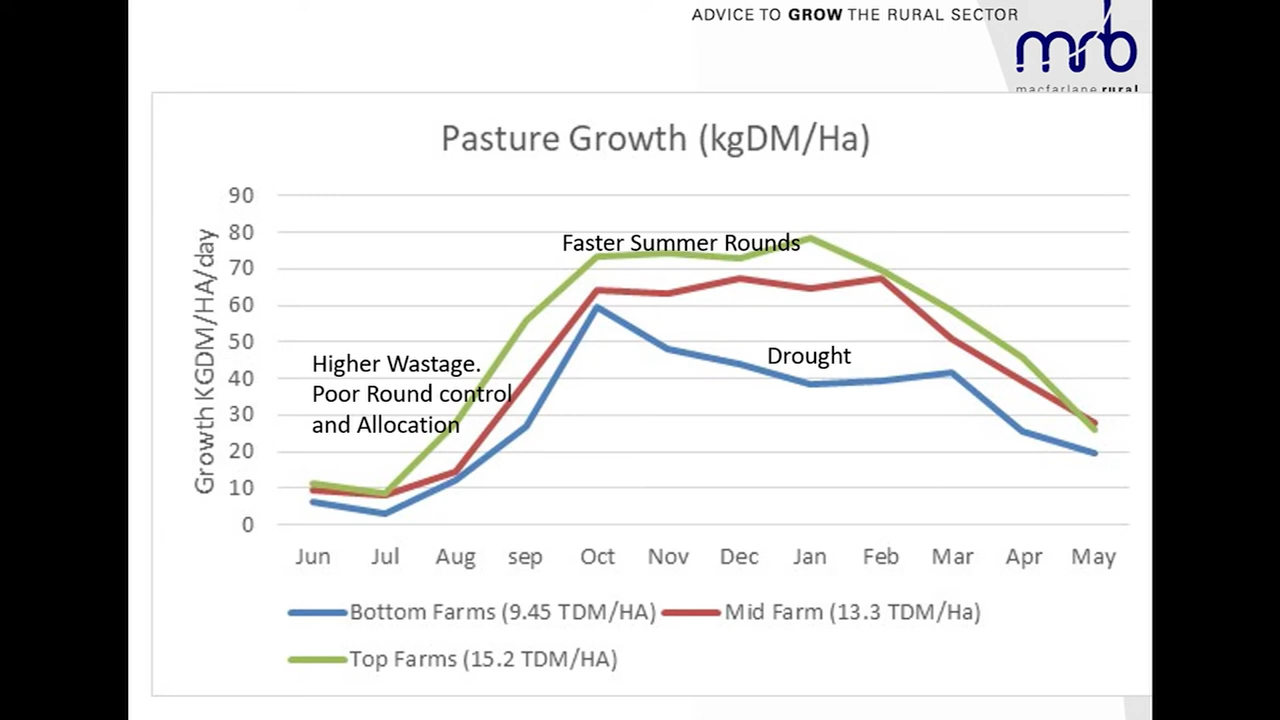 ADVICE TO GROW THE RURAL SECTOR
mrb
macfarlane rural
Pasture Growth (kgDM/Ha)
Growth KGDM/HA/day
90
80
70
60
50
40
30
20
10
0
Faster Summer Rounds
Drought
Higher Wastage.
Poor Round control
and Allocation
Jun Jul Aug sep Oct Nov Dec Jan Feb Mar Apr May
Bottom Farms (9.45 TDM/HA) Mid Farm (13.3 TDM/Ha)
Top Farms (15.2 TDM/HA)